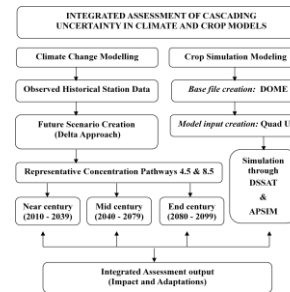 INTEGRATED ASSESSMENT OF CASCADING
UNCERTAINTY IN CLIMATE AND CROP MODELS
Climate Change Modelling
Crop Simulation Modeling
Observed Historical Station Data
Base file creation: DOME
Future Scenario Creation
(Delta Approach)
Model input creation: Quad U
Representative Concentration Pathways 4.5 & 8.5
Simulation
through
DSSAT
&
APSIM
Near century
(2010 - 2039)
Mid century
(2040 - 2079)
End century
(2080 - 2099)
Integrated Assessment output
(Impact and Adaptations)